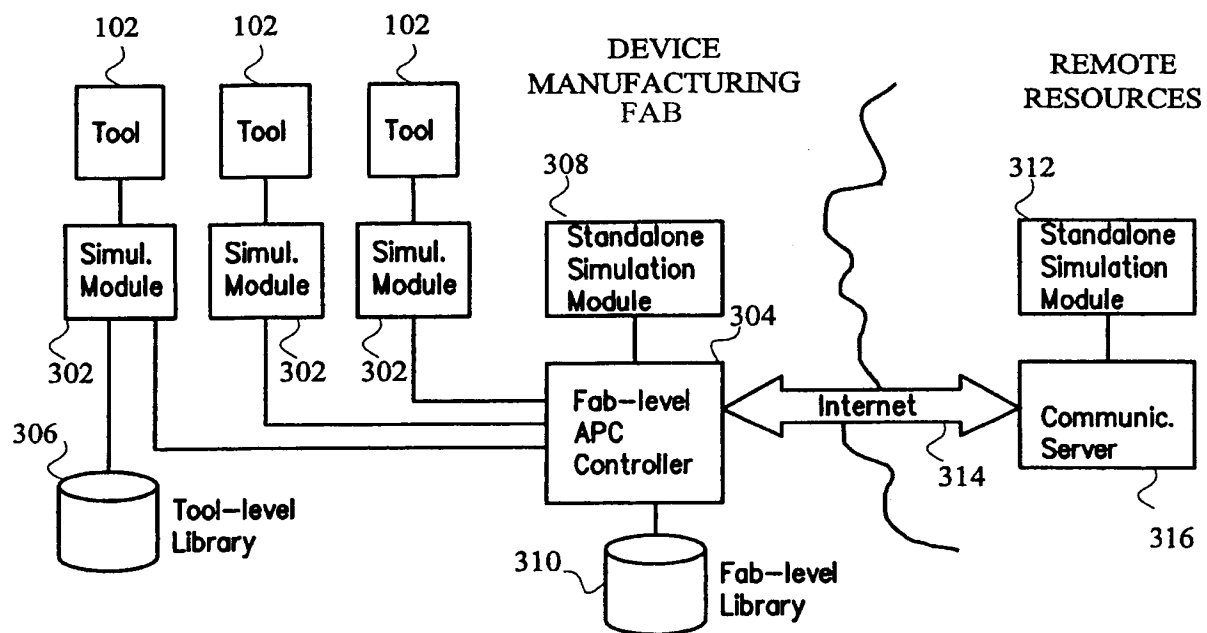 102
102
102
DEVICE
MANUFACTURING
FAB
REMOTE
RESOURCES
Tool
Tool
Tool
308
312
Simul.
Module
Simul.
Module
Simul.
Module
Standalone
Simulation
Module
Standalone
Simulation
Module
302
302
302
304
Fab-level
APC
Controller
Internet
314
Communic.
Server
316
306
Tool-level
Library
310
Fab-level
Library